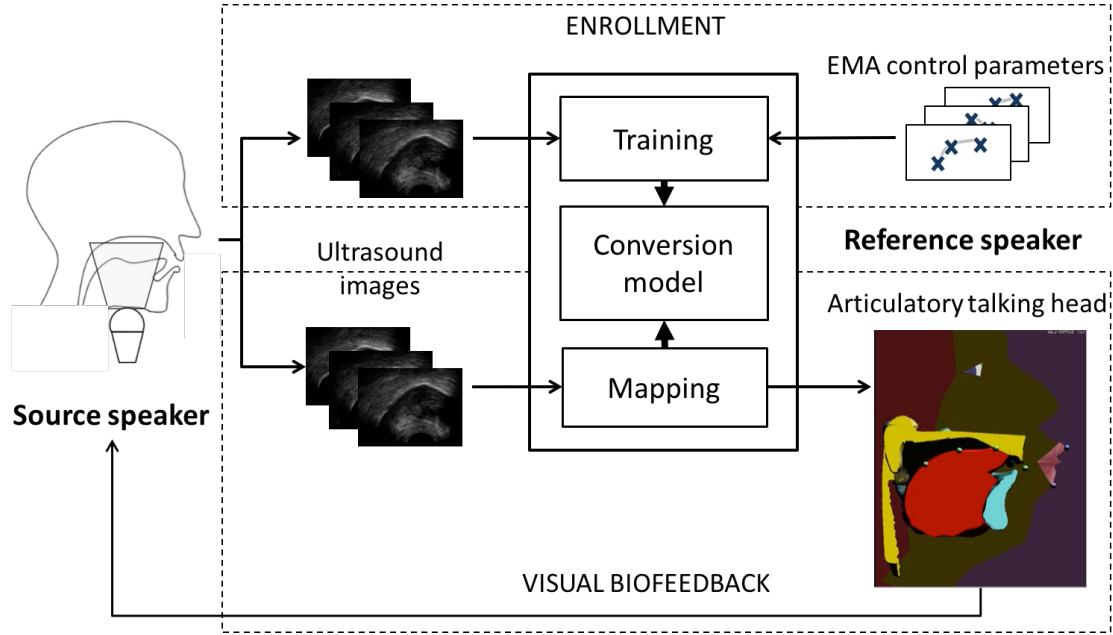 ENROLLMENT
EMA control parameters
Training
Ultrasound
images
Conversion
model
Reference speaker
Articulatory talking head
Mapping
Source speaker
VISUAL BIOFEEDBACK